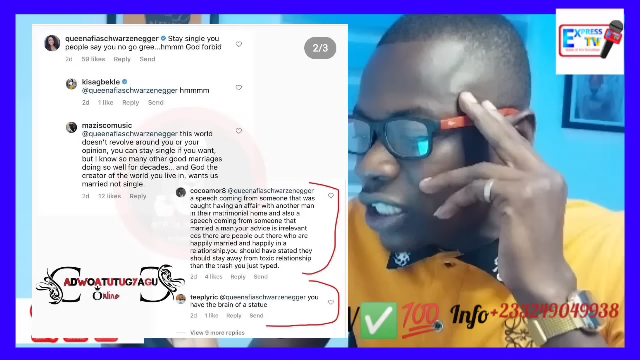 queenafiaschwarzenegger Stay single you
people say you no go gree...hmmm God forbid
2d 59 likes Reply Send
2/3
kisagbekle
@queenafiaschwarzenegger hmmmm
2d 1 like Reply Send
maziscomusic
@queenafiaschwarzenegger this world
doesn't revolve around you or your
opinion, you can stay single if you want,
but I know so many other good marriages
doing so well for decades... and God the
creator of the world you live in, wants us
married not single
2d 12 likes Reply Send
cocoamor8 @queenafiaschwarzenegger
a speech coming from someone that was
caught having an affair with another man
in their matrimonial home and also a
speech coming from someone that
married a man.your advice is irrelevant
cos there are people out there who are
happily married and happily in a
relationship.you should have stated they
should stay away from toxic relationship
than the trash you just typed.
2d 4 likes Reply Send
teeplyric @queenafiaschwarzenegger you
have the brain of a statue
2d 1 like Reply Send
View 9 more replies
ADWOATUTUGYAGU
Online
EXPRESS
TV
100
Info+233249049938